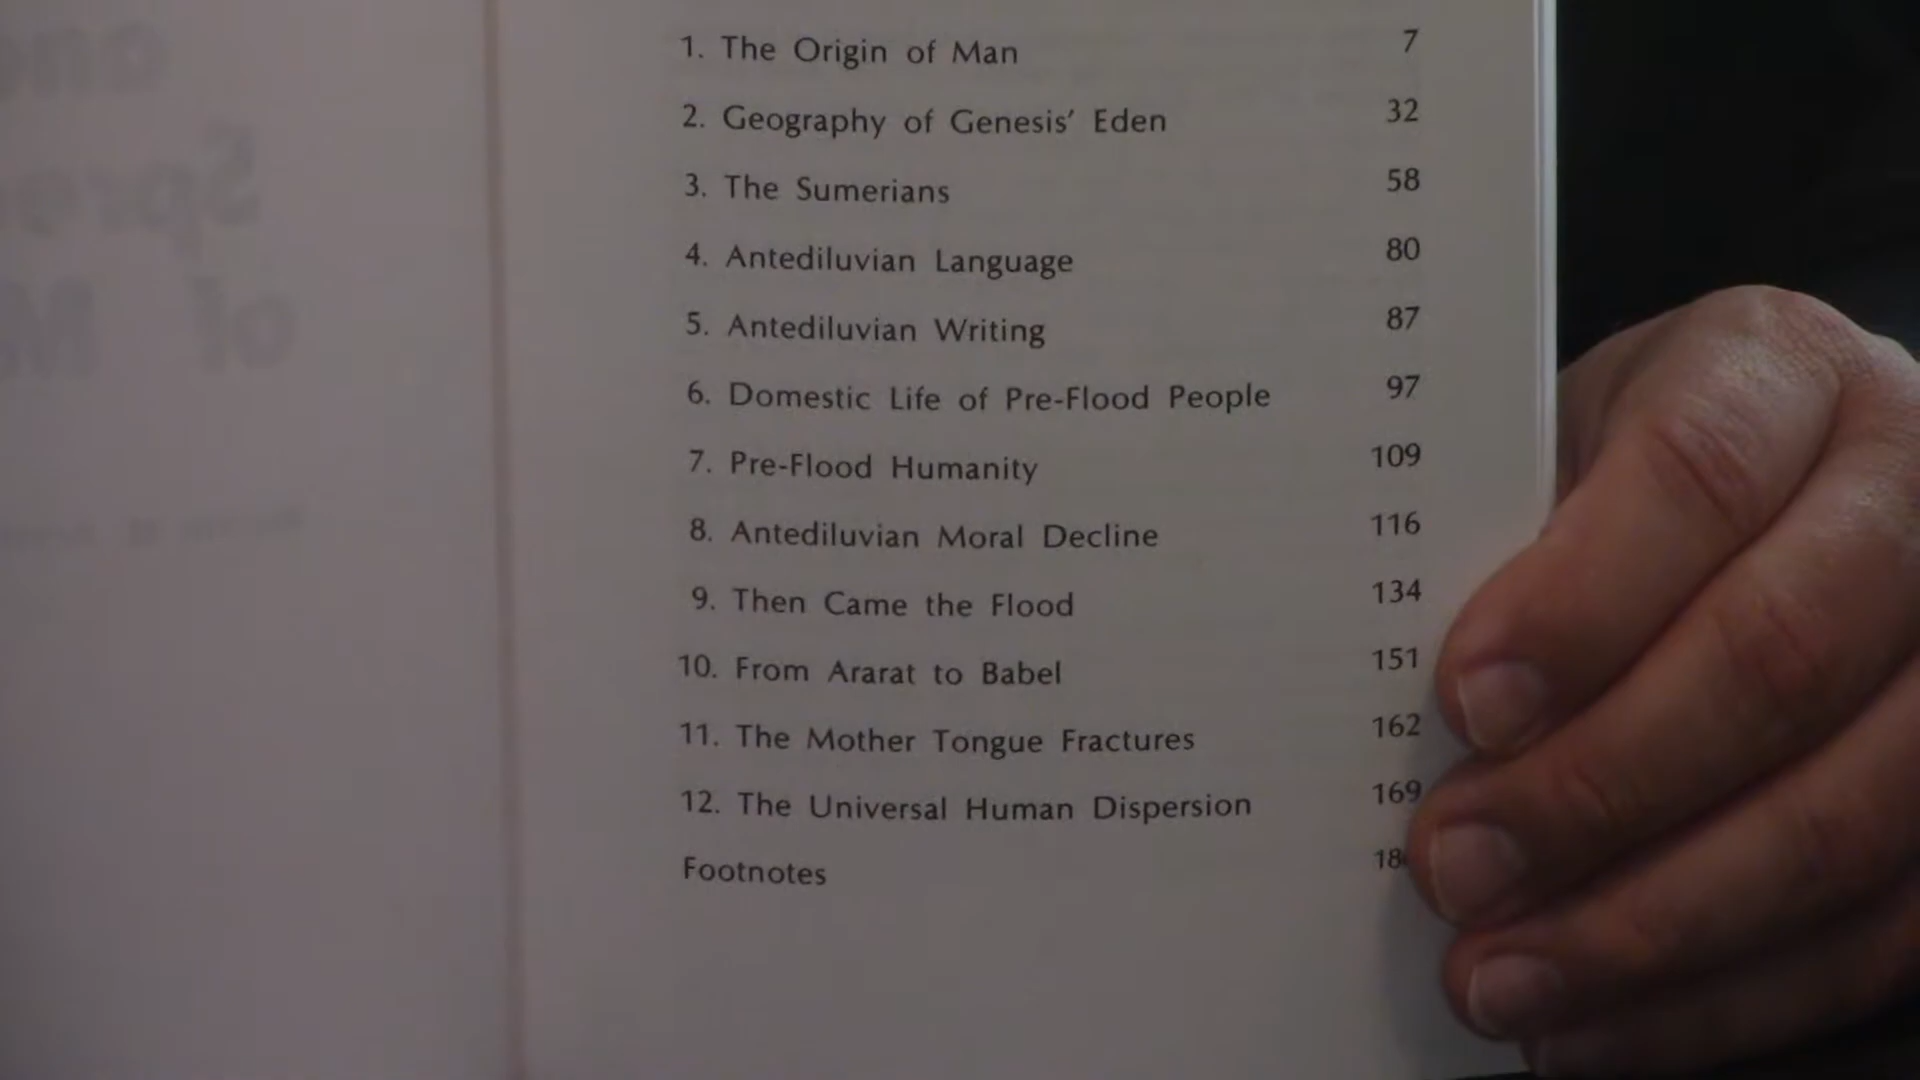 1. The Origin of Man 7
2. Geography of Genesis' Eden 32
3. The Sumerians 58
4. Antediluvian Language 80
5. Antediluvian Writing 87
6. Domestic Life of Pre-Flood People 97
7. Pre-Flood Humanity 109
8. Antediluvian Moral Decline 116
9. Then Came the Flood 134
10. From Ararat to Babel 151
11. The Mother Tongue Fractures 162
12. The Universal Human Dispersion 169
Footnotes